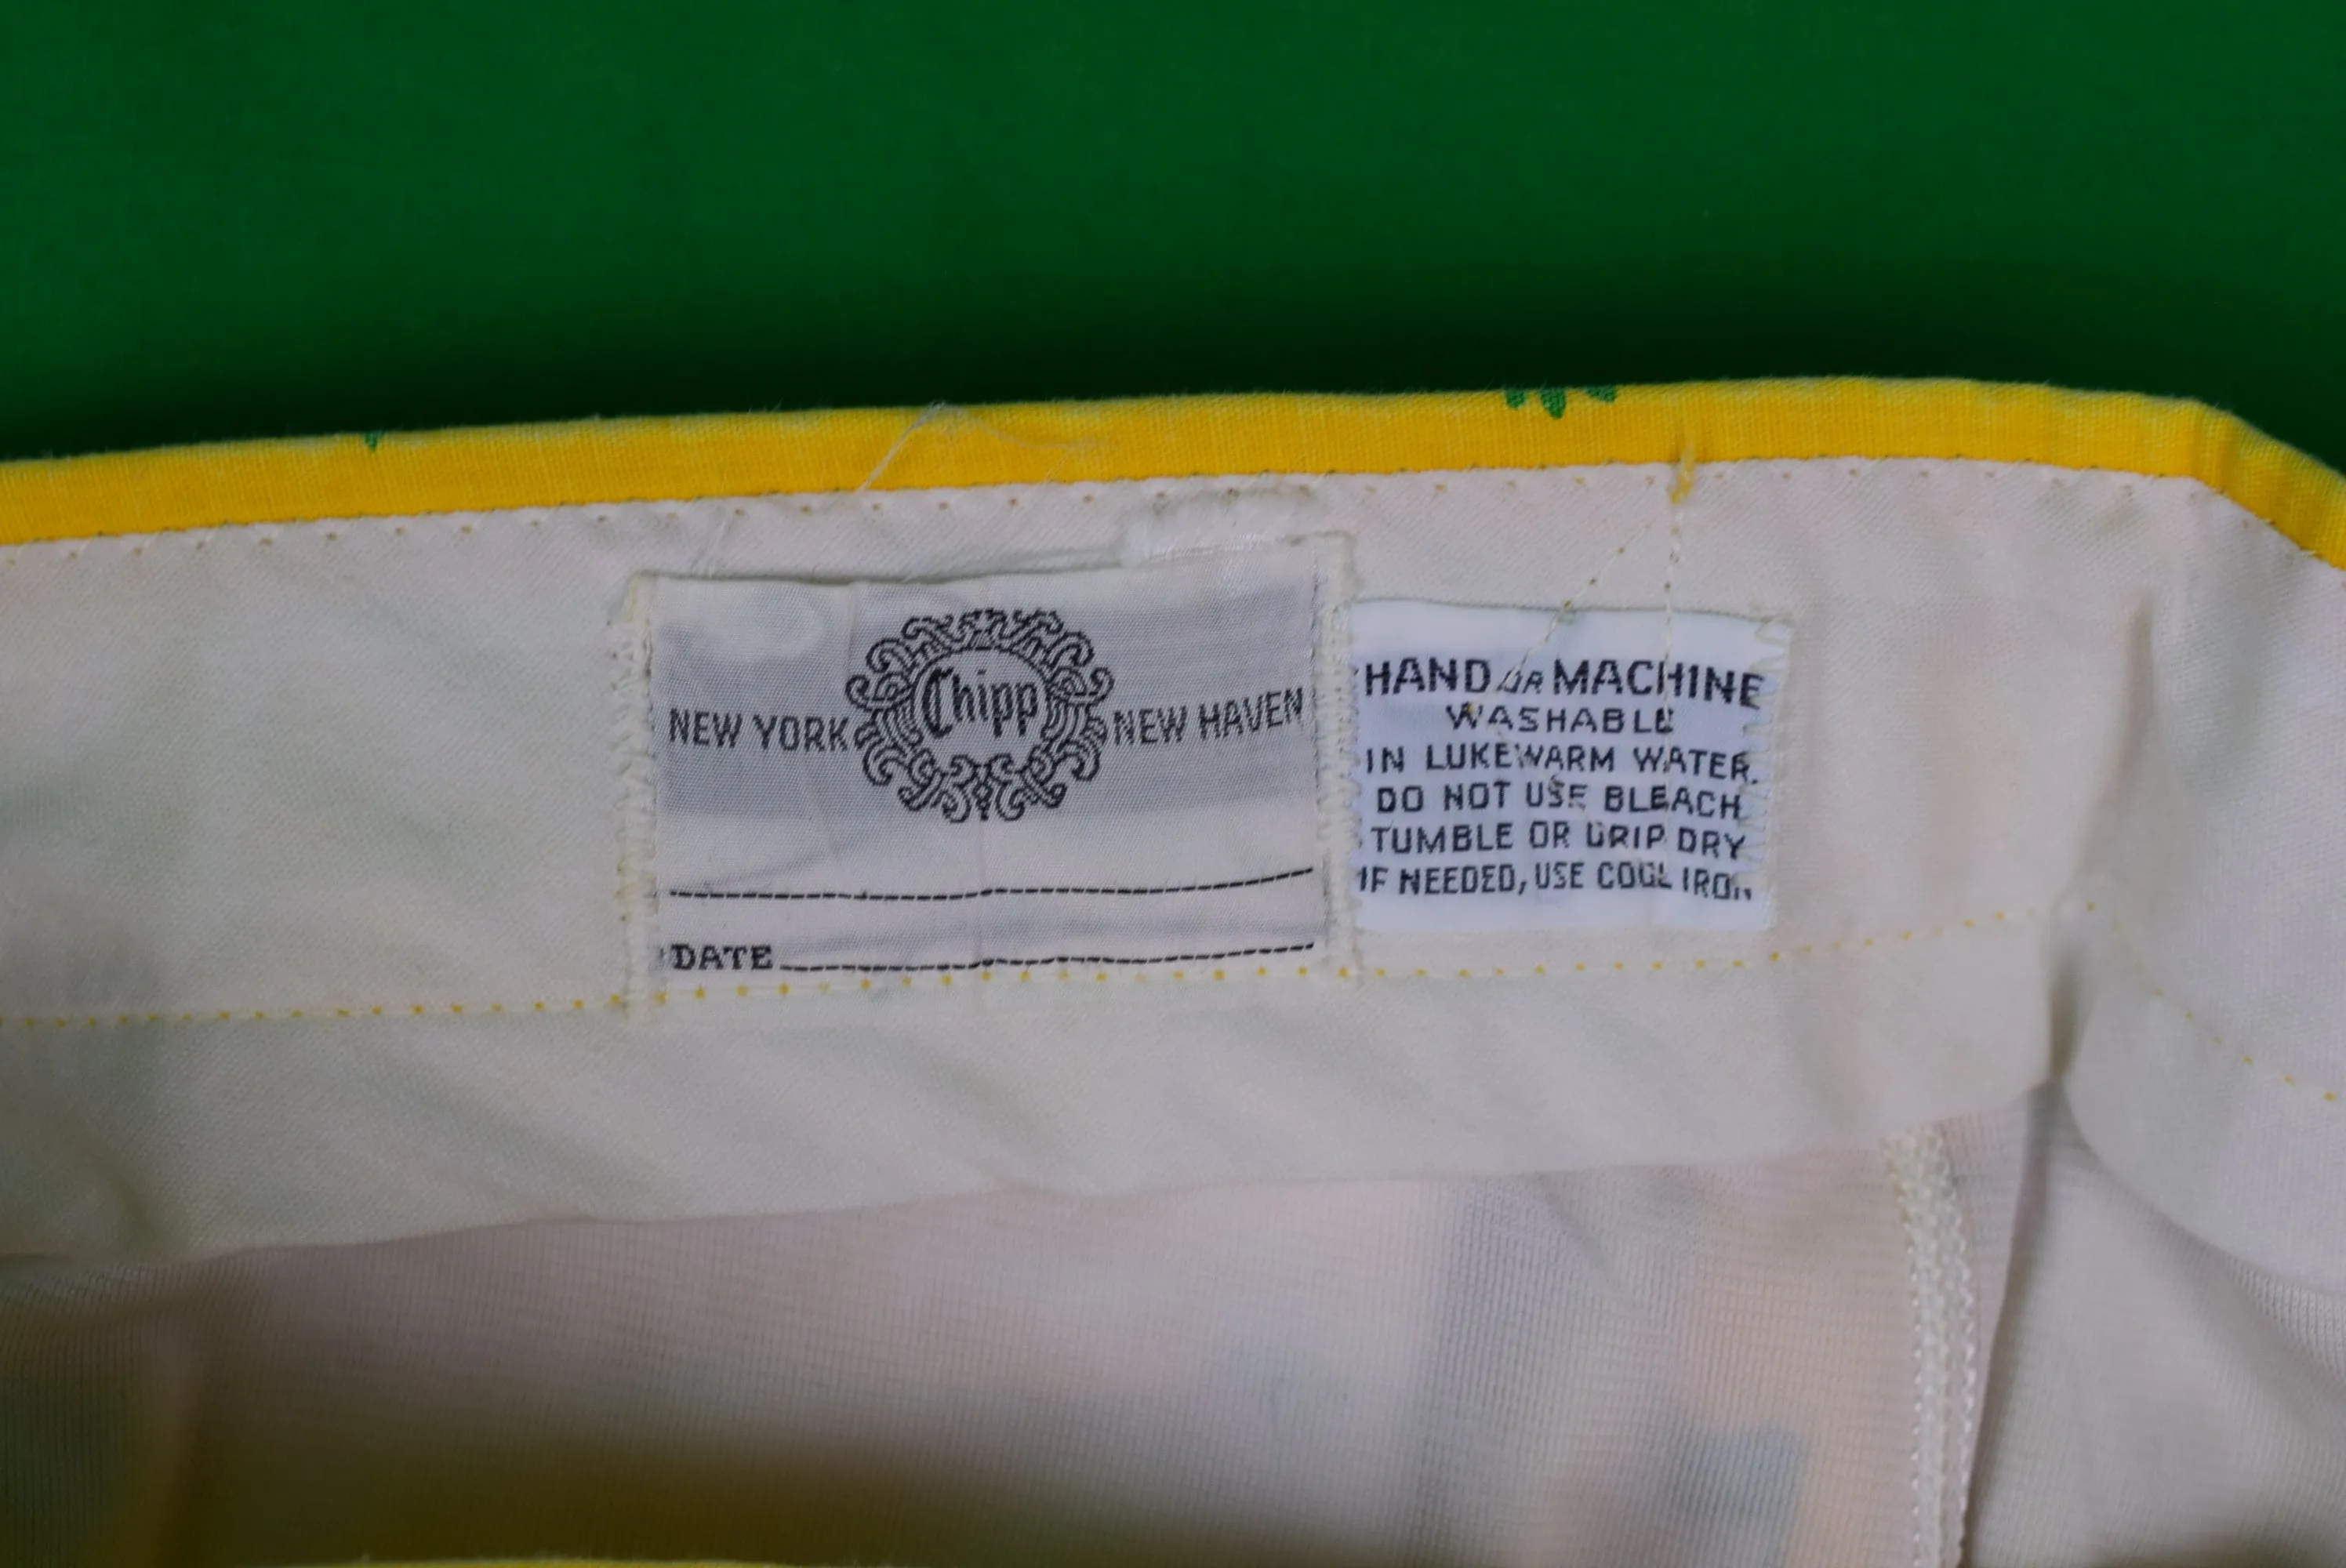 Chipp
NEW YORK NEW HAVEN
DATE
HAND OR MACHINE
WASHABLE
IN LUKEWARM WATER.
DO NOT USE BLEACH
TUMBLE OR DRIP DRY
IF NEEDED, USE COOL IRON.